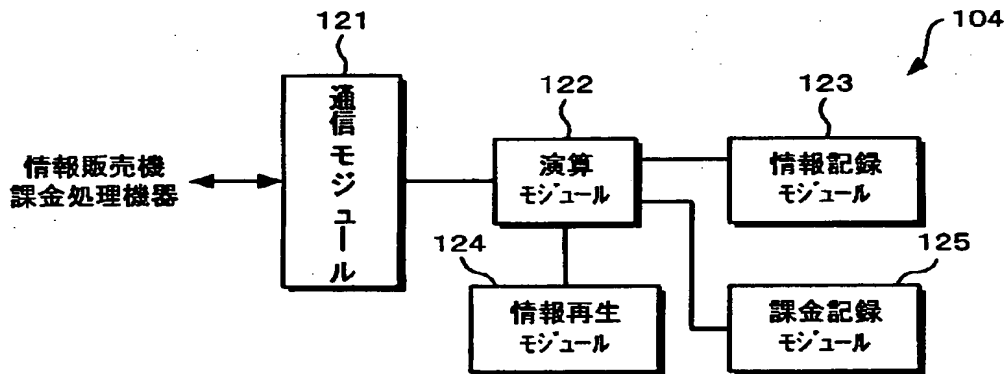 104
121
122
123
通信モジュール
演算
モジュール
情報記録
モジュール
情報販売機
課金処理機器
124
125
情報再生
モジュール
課金記録
モジュール